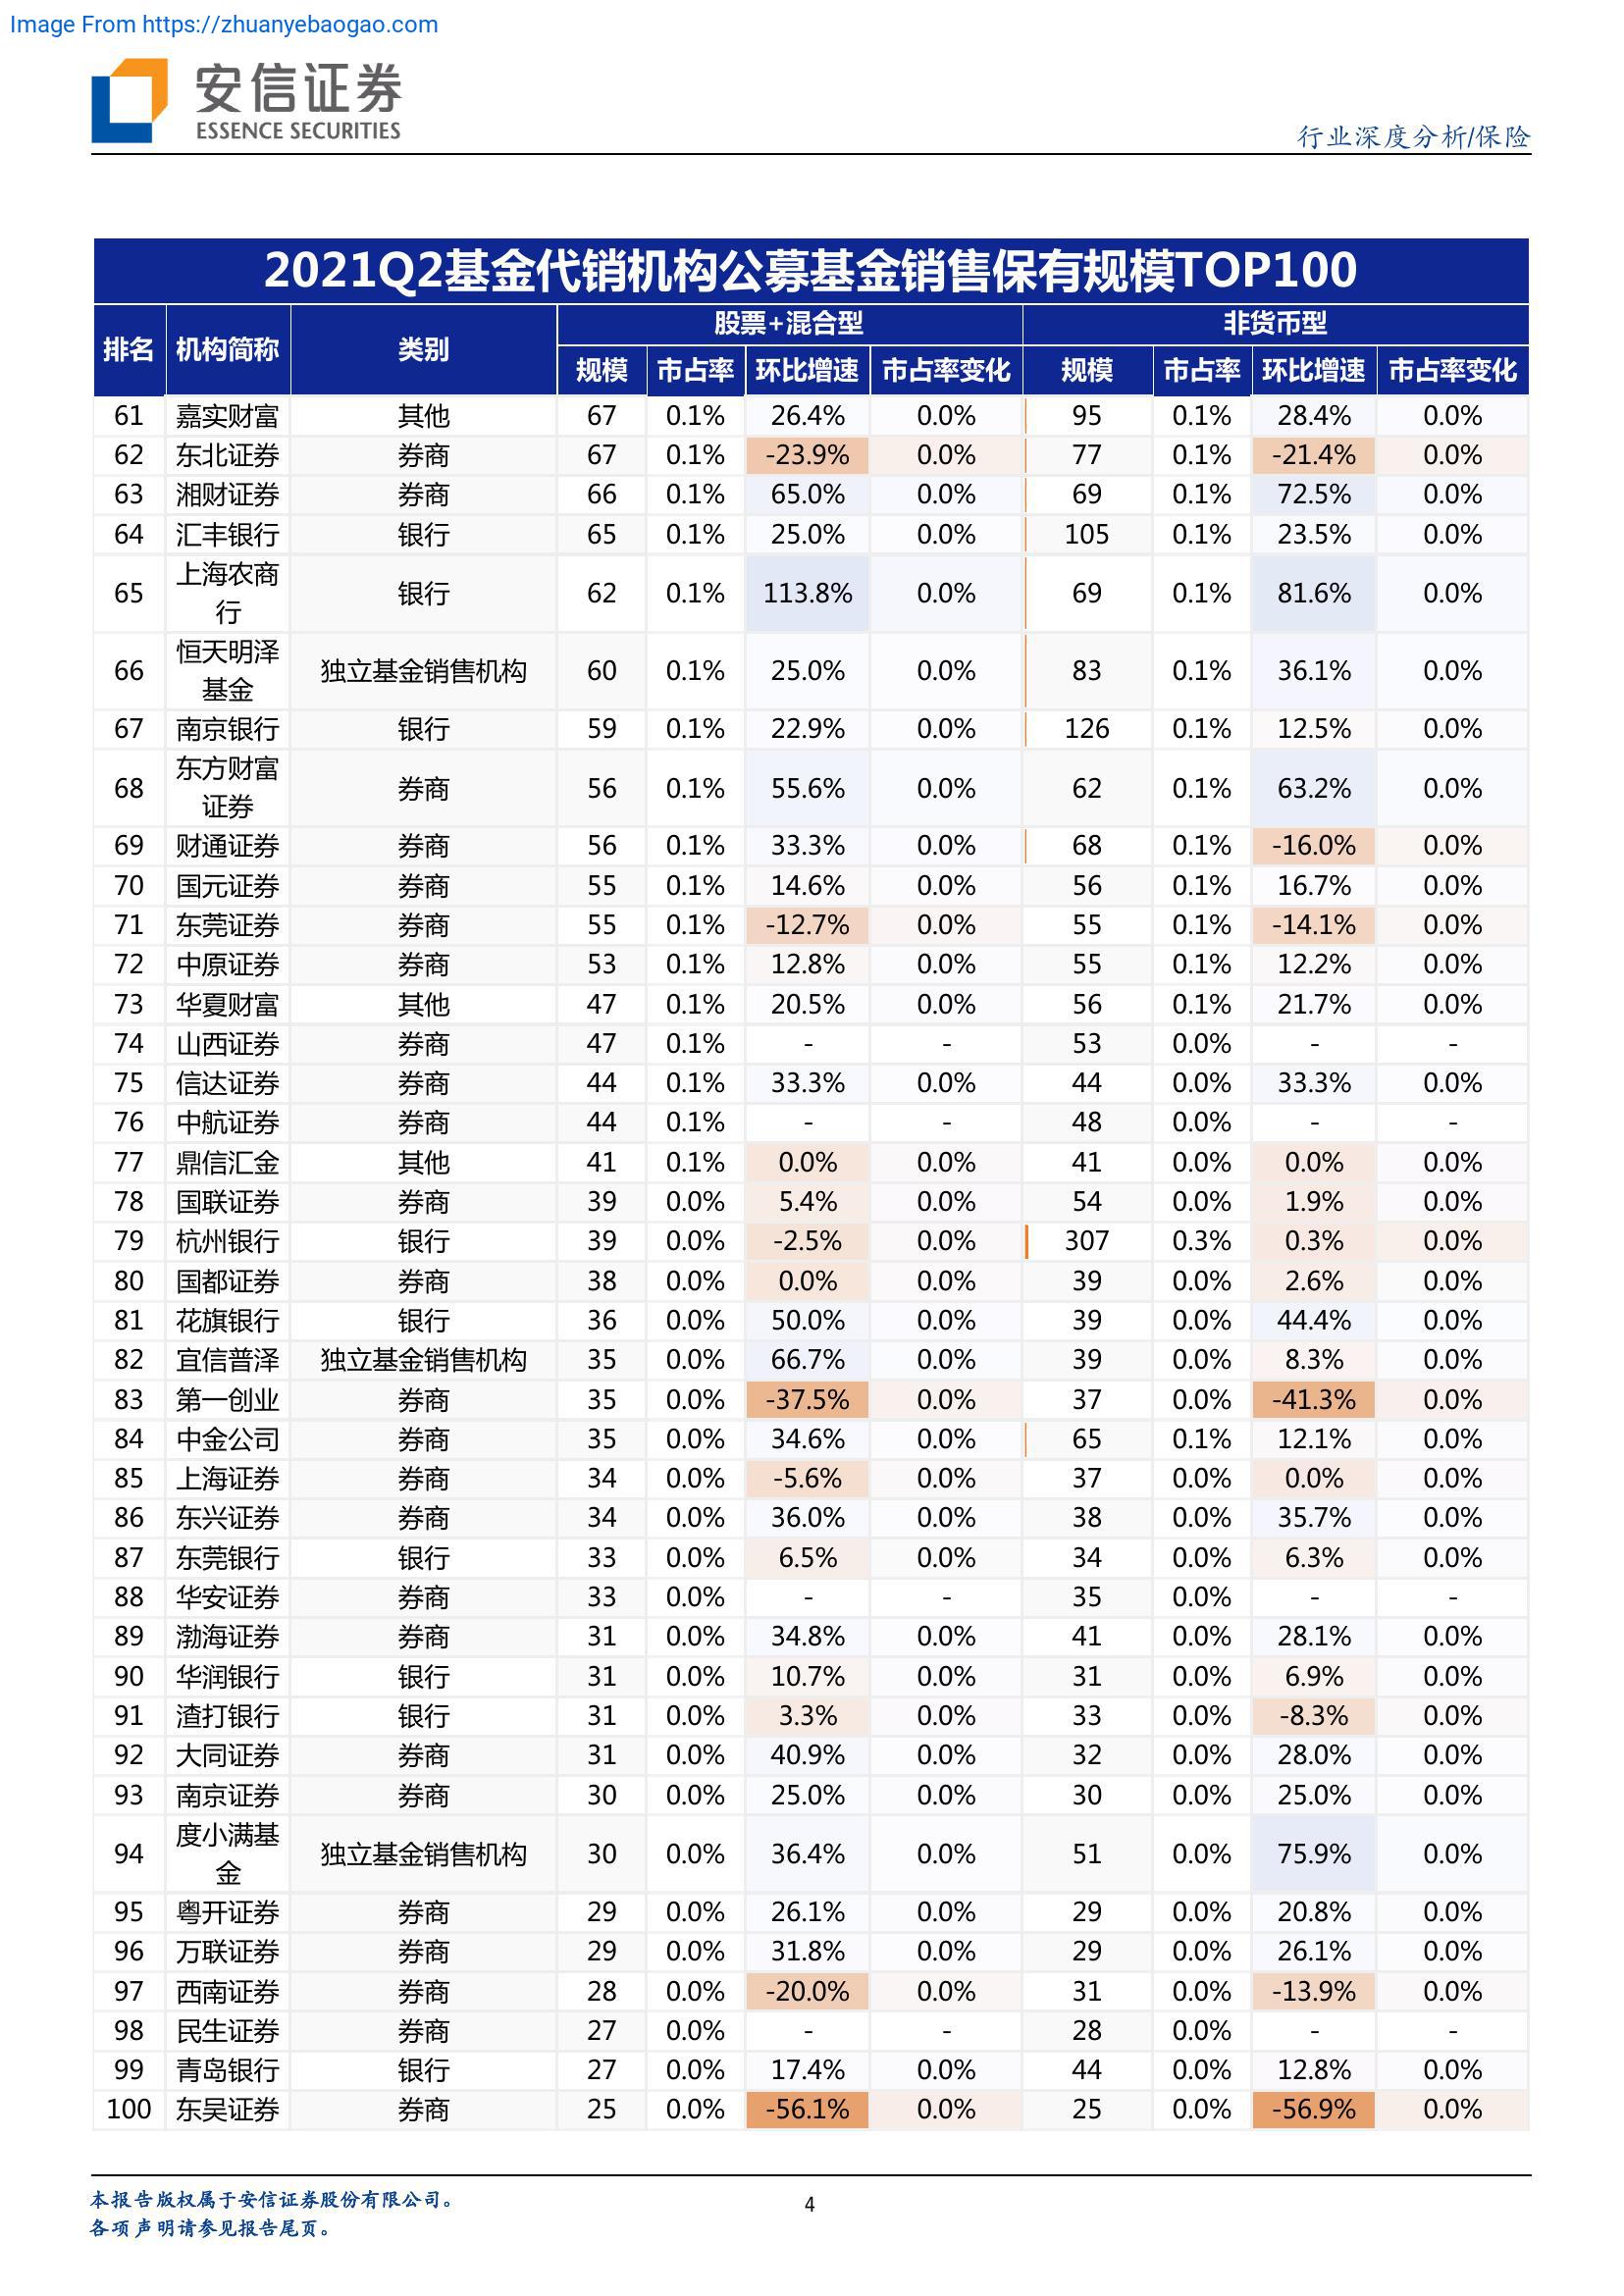 Image From https://zhuanyebaogao.com
安信证券
ESSENCE SECURITIES
行业深度分析/保险
2021Q2基金代销机构公募基金销售保有规模TOP100
排名 机构简称 类别 股票+混合型 非货币型
规模 市占率 环比增速 市占率变化 规模 市占率 环比增速 市占率变化
61 嘉实财富 其他 67 0.1% 26.4% 0.0% 95 0.1% 28.4% 0.0%
62 东北证券 券商 67 0.1% -23.9% 0.0% 77 0.1% -21.4% 0.0%
63 湘财证券 券商 66 0.1% 65.0% 0.0% 69 0.1% 72.5% 0.0%
64 汇丰银行 银行 65 0.1% 25.0% 0.0% 105 0.1% 23.5% 0.0%
65 上海农商行 银行 62 0.1% 113.8% 0.0% 69 0.1% 81.6% 0.0%
66 恒天明泽基金 独立基金销售机构 60 0.1% 25.0% 0.0% 83 0.1% 36.1% 0.0%
67 南京银行 银行 59 0.1% 22.9% 0.0% 126 0.1% 12.5% 0.0%
68 东方财富证券 券商 56 0.1% 55.6% 0.0% 62 0.1% 63.2% 0.0%
69 财通证券 券商 56 0.1% 33.3% 0.0% 68 0.1% -16.0% 0.0%
70 国元证券 券商 55 0.1% 14.6% 0.0% 56 0.1% 16.7% 0.0%
71 东莞证券 券商 55 0.1% -12.7% 0.0% 55 0.1% -14.1% 0.0%
72 中原证券 券商 53 0.1% 12.8% 0.0% 55 0.1% 12.2% 0.0%
73 华夏财富 其他 47 0.1% 20.5% 0.0% 56 0.1% 21.7% 0.0%
74 山西证券 券商 47 0.1% - - 53 0.0% - -
75 信达证券 券商 44 0.1% 33.3% 0.0% 44 0.0% 33.3% 0.0%
76 中航证券 券商 44 0.1% - - 48 0.0% - -
77 鼎信汇金 其他 41 0.1% 0.0% 0.0% 41 0.0% 0.0% 0.0%
78 国联证券 券商 39 0.0% 5.4% 0.0% 54 0.0% 1.9% 0.0%
79 杭州银行 银行 39 0.0% -2.5% 0.0% 307 0.3% 0.3% 0.0%
80 国都证券 券商 38 0.0% 0.0% 0.0% 39 0.0% 2.6% 0.0%
81 花旗银行 银行 36 0.0% 50.0% 0.0% 39 0.0% 44.4% 0.0%
82 宜信普泽 独立基金销售机构 35 0.0% 66.7% 0.0% 39 0.0% 8.3% 0.0%
83 第一创业 券商 35 0.0% -37.5% 0.0% 37 0.0% -41.3% 0.0%
84 中金公司 券商 35 0.0% 34.6% 0.0% 65 0.1% 12.1% 0.0%
85 上海证券 券商 34 0.0% -5.6% 0.0% 37 0.0% 0.0% 0.0%
86 东兴证券 券商 34 0.0% 36.0% 0.0% 38 0.0% 35.7% 0.0%
87 东莞银行 银行 33 0.0% 6.5% 0.0% 34 0.0% 6.3% 0.0%
88 华安证券 券商 33 0.0% - - 35 0.0% - -
89 渤海证券 券商 31 0.0% 34.8% 0.0% 41 0.0% 28.1% 0.0%
90 华润银行 银行 31 0.0% 10.7% 0.0% 31 0.0% 6.9% 0.0%
91 渣打银行 银行 31 0.0% 3.3% 0.0% 33 0.0% -8.3% 0.0%
92 大同证券 券商 31 0.0% 40.9% 0.0% 32 0.0% 28.0% 0.0%
93 南京证券 券商 30 0.0% 25.0% 0.0% 30 0.0% 25.0% 0.0%
94 度小满基金 独立基金销售机构 30 0.0% 36.4% 0.0% 51 0.0% 75.9% 0.0%
95 粤开证券 券商 29 0.0% 26.1% 0.0% 29 0.0% 20.8% 0.0%
96 万联证券 券商 29 0.0% 31.8% 0.0% 29 0.0% 26.1% 0.0%
97 西南证券 券商 28 0.0% -20.0% 0.0% 31 0.0% -13.9% 0.0%
98 民生证券 券商 27 0.0% - - 28 0.0% - -
99 青岛银行 银行 27 0.0% 17.4% 0.0% 44 0.0% 12.8% 0.0%
100 东吴证券 券商 25 0.0% -56.1% 0.0% 25 0.0% -56.9% 0.0%
本报告版权属于安信证券股份有限公司。
各项声明请参见报告尾页。
4